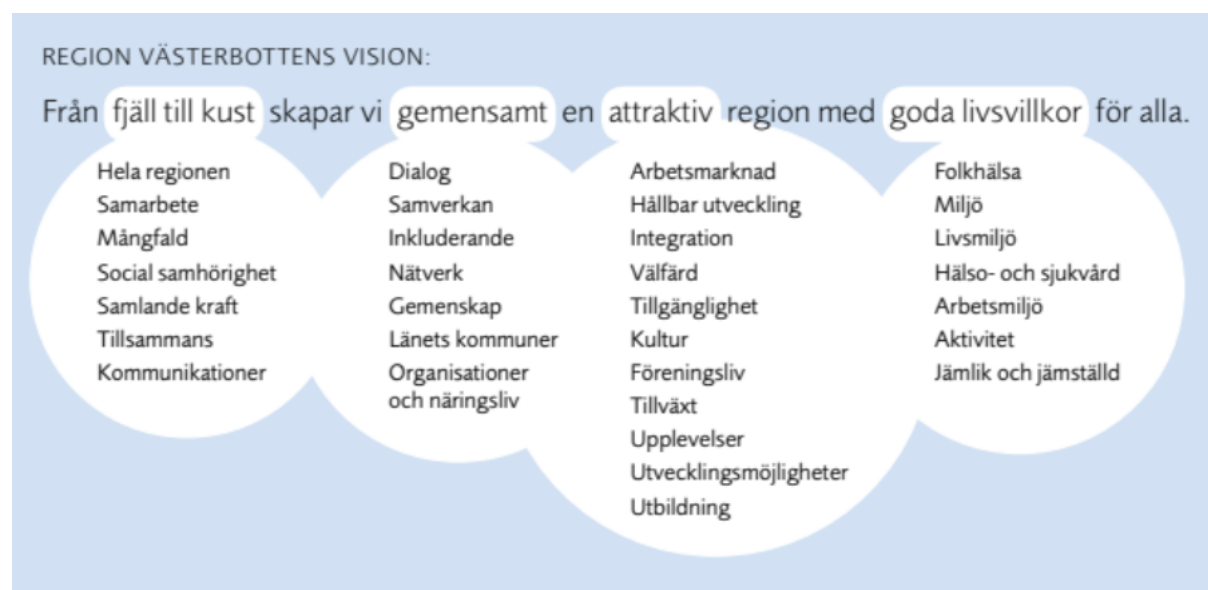 REGION VÄSTERBOTTENS VISION:
Från fjäll till kust skapar vi gemensamt en attraktiv region med goda livsvillkor för alla.
Hela regionen
Samarbete
Mångfald
Social samhörighet
Samlande kraft
Tillsammans
Kommunikationer
Dialog
Samverkan
Inkluderande
Nätverk
Gemenskap
Länets kommuner
Organisationer
och näringsliv
Arbetsmarknad
Hållbar utveckling
Integration
Välfärd
Tillgänglighet
Kultur
Föreningsliv
Tillväxt
Upplevelser
Utvecklingsmöjligheter
Utbildning
Folkhälsa
Miljö
Livsmiljö
Hälso- och sjukvård
Arbetsmiljö
Aktivitet
Jämlik och jämställd